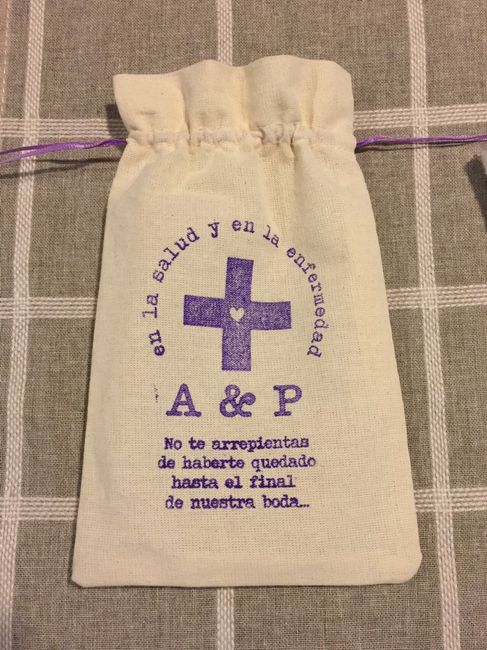 en la salud y en la enfermedad
A & P
No te arrepientas
de haberte quedado
hasta el final
de nuestra boda...